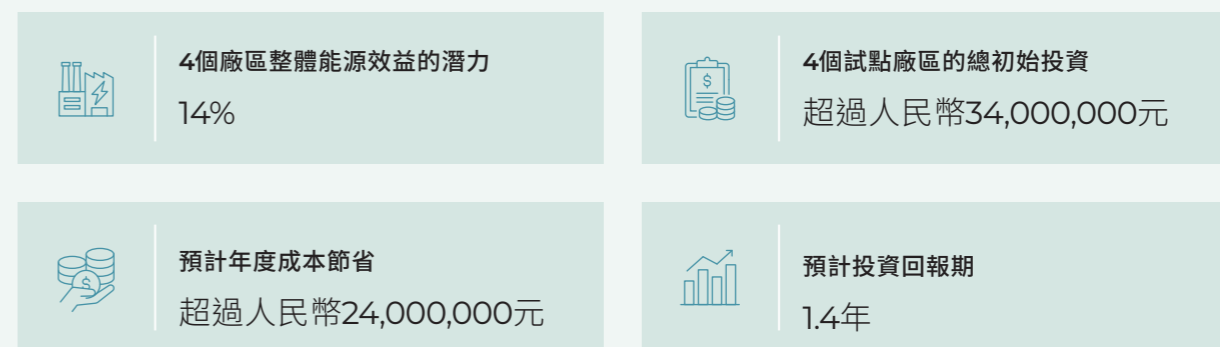 4個廠區整體能源效益的潛力
14%
4個試點廠區的總初始投資
超過人民幣34,000,000元
預計年度成本節省
超過人民幣24,000,000元
預計投資回報期
1.4年